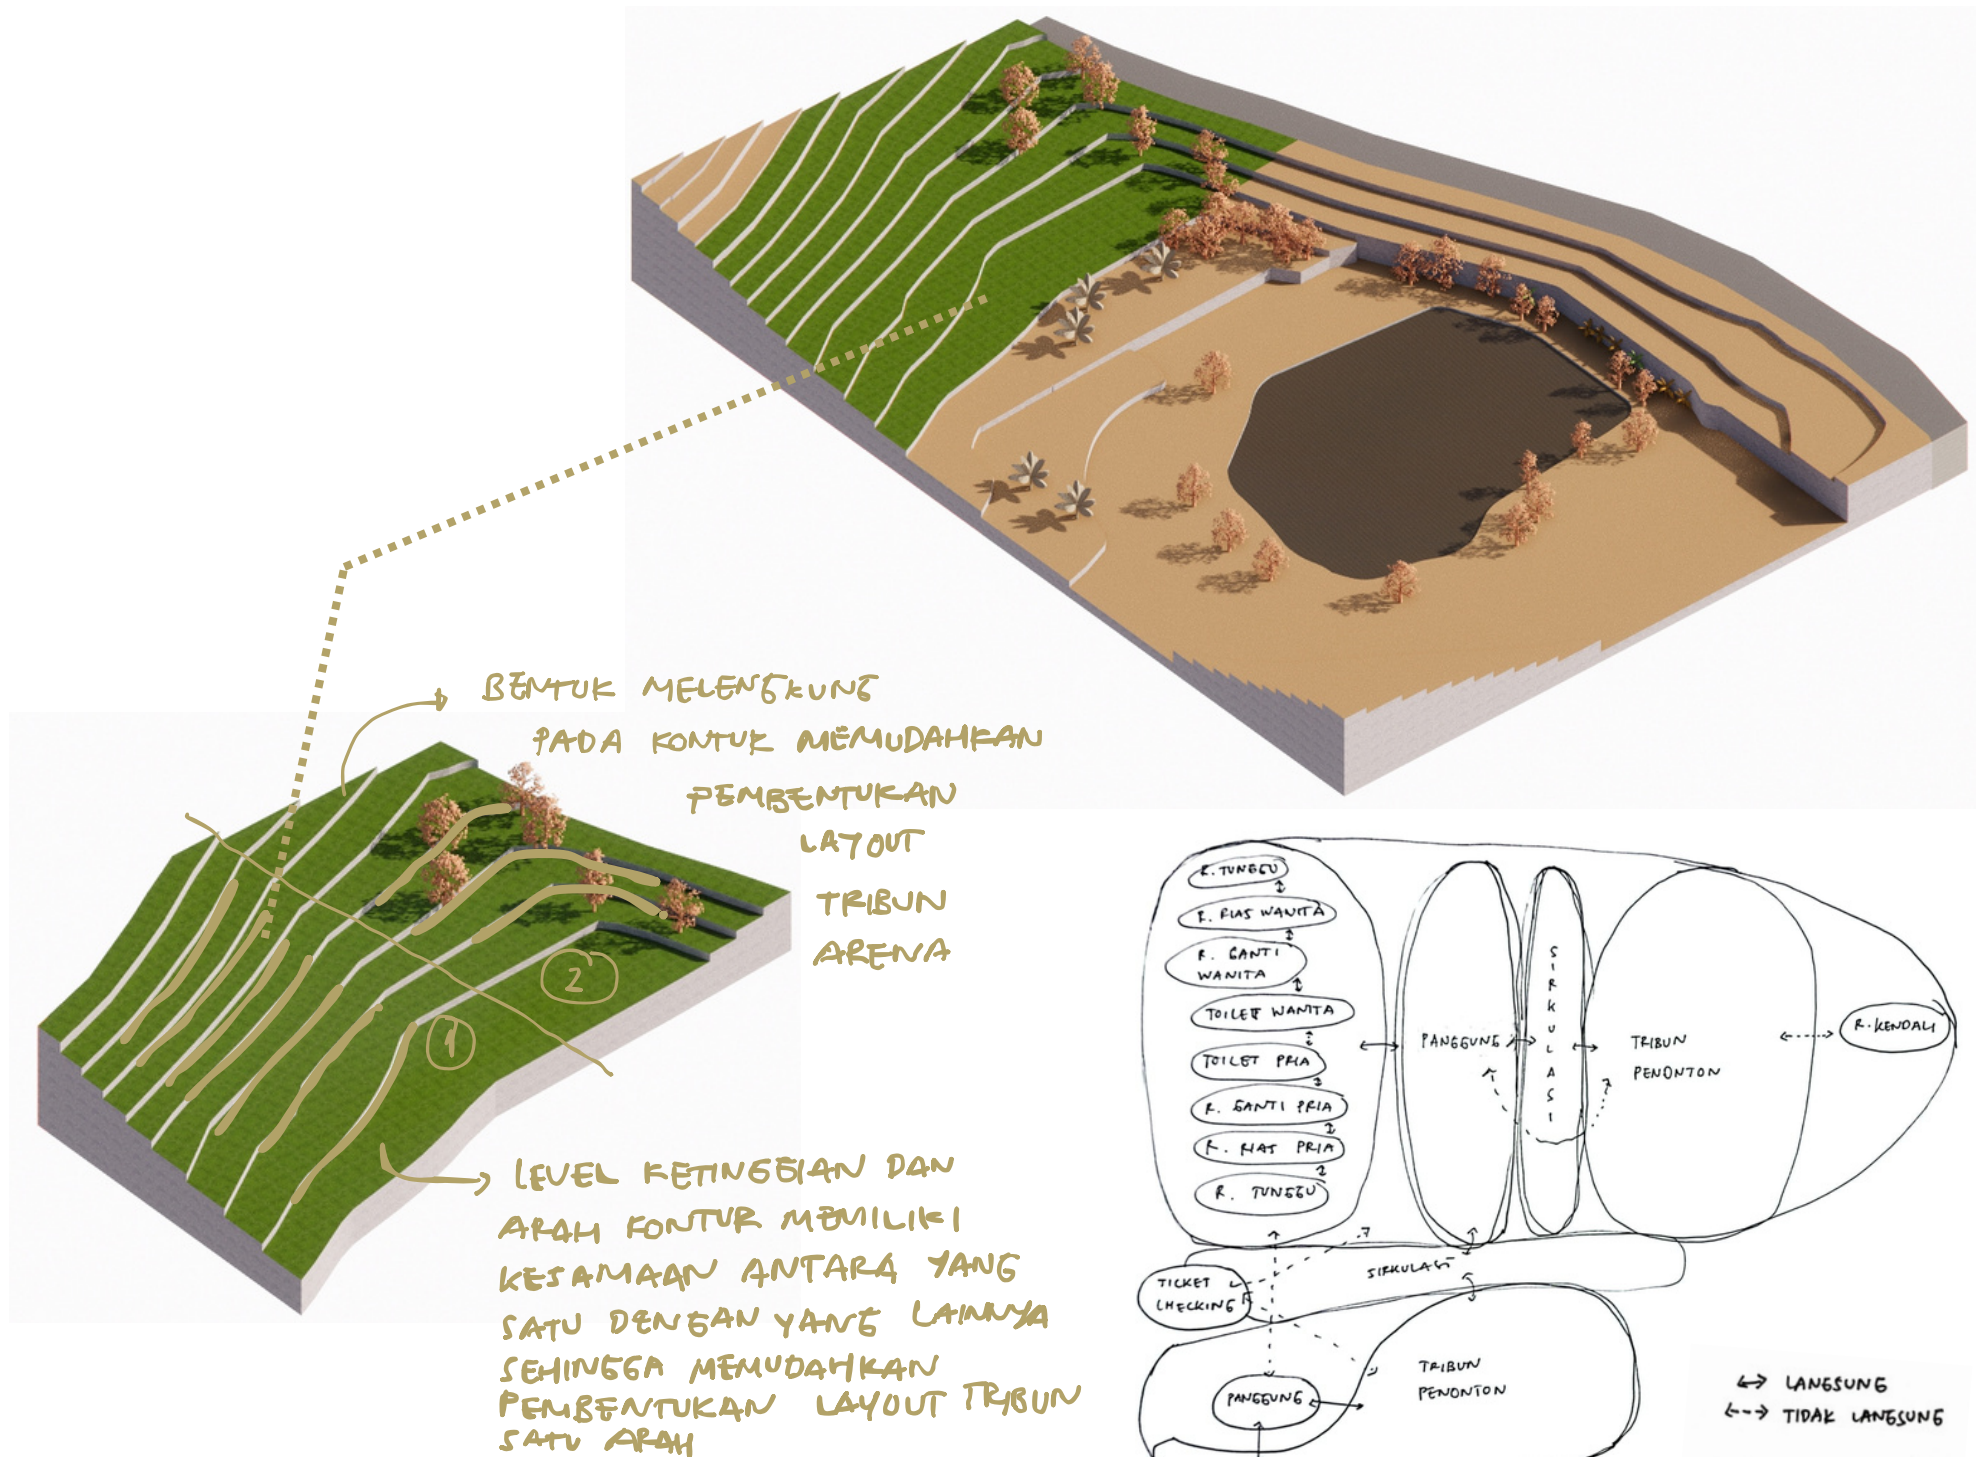 BENTUK MELENGKUNG
PADA KONTUR MEMUDAHKAN
PEMBENTUKAN
LAYOUT
TRIBUN
ARENA
2
1
LEVEL KETINGGIAN DAN
ARAH KONTUR MEMILIKI
KESAMAAN ANTARA YANG
SATU DENGAN YANG LAINNYA
SEHINGGA MEMUDAHKAN
PEMBENTUKAN LAYOUT TRIBUN
SATU ARAH
R. TUNGGU
R. RIAS WANITA
R. GANTI
WANITA
TOILET WANITA
TOILET PRIA
R. GANTI PRIA
R. RIAS PRIA
R. TUNGGU
PANGGUNG
SIRKULASI
TRIBUN
PENONTON
R. KENDALI
TICKET
CHECKING
SIRKULASI
PANGGUNG
TRIBUN
PENONTON
LANGSUNG
TIDAK LANGSUNG